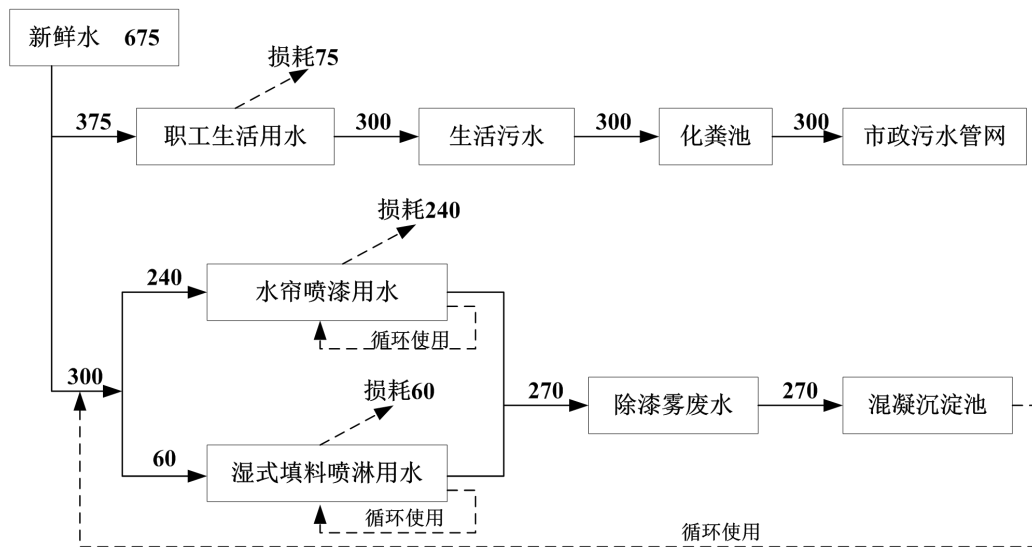 新鲜水 675
损耗75
375
职工生活用水
300
生活污水
300
化粪池
300
市政污水管网
损耗240
240
水帘喷漆用水
循环使用
300
损耗60
270
除漆雾废水
270
混凝沉淀池
60
湿式填料喷淋用水
循环使用
循环使用